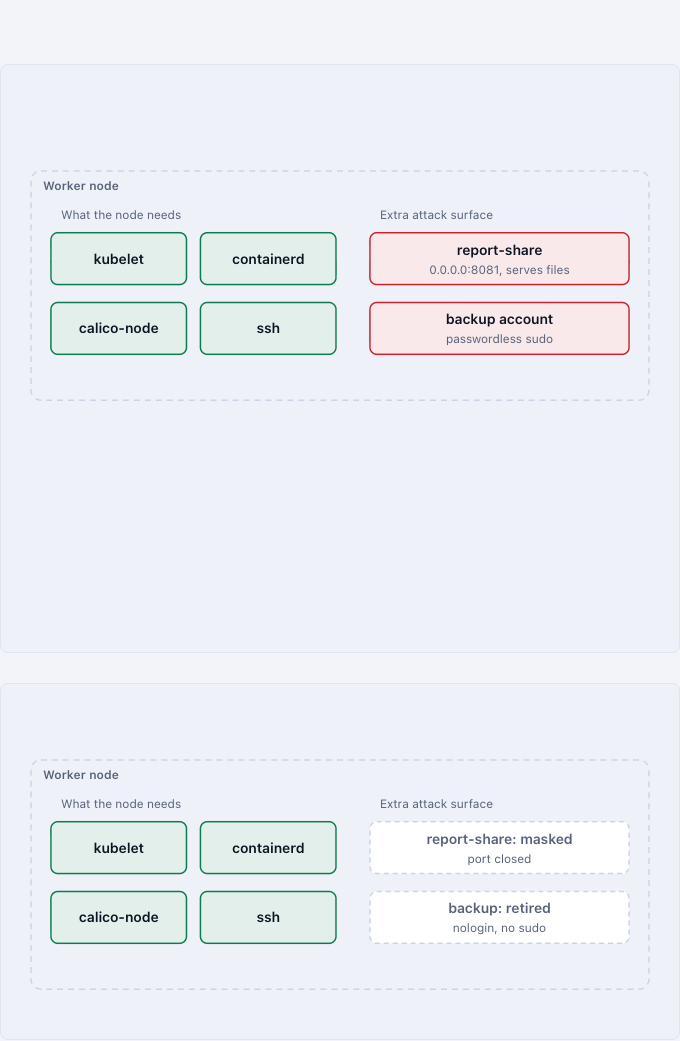 Worker node
What the node needs
Extra attack surface
kubelet
containerd
report-share
0.0.0.0:8081, serves files
calico-node
ssh
backup account
passwordless sudo
Worker node
What the node needs
Extra attack surface
kubelet
containerd
report-share: masked
port closed
calico-node
ssh
backup: retired
nologin, no sudo